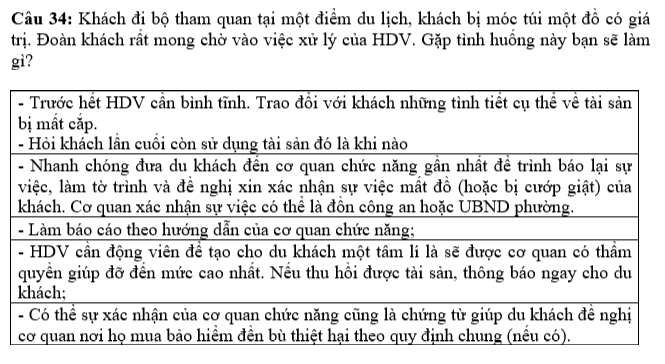 Câu 34: Khách đi bộ tham quan tại một điểm du lịch, khách bị móc túi một đồ có giá
trị. Đoàn khách rất mong chờ vào việc xử lý của HDV. Gặp tình huống này bạn sẽ làm
gì?
- Trước hết HDV cần bình tĩnh. Trao đổi với khách những tình tiết cụ thể về tài sản
bị mất cắp.
- Hỏi khách lần cuối còn sử dụng tài sản đó là khi nào
- Nhanh chóng đưa du khách đến cơ quan chức năng gần nhất để trình báo lại sự
việc, làm tờ trình và đề nghị xin xác nhận sự việc mất đồ (hoặc bị cướp giật) của
khách. Cơ quan xác nhận sự việc có thể là đồn công an hoặc UBND phường.
- Làm báo cáo theo hướng dẫn của cơ quan chức năng;
- HDV cần động viên để tạo cho du khách một tâm lí là sẽ được cơ quan có thẩm
quyền giúp đỡ đến mức cao nhất. Nếu thu hồi được tài sản, thông báo ngay cho du
khách;
- Có thể sự xác nhận của cơ quan chức năng cũng là chứng từ giúp du khách đề nghị
cơ quan nơi họ mua bảo hiểm đền bù thiệt hại theo quy định chung (nếu có).